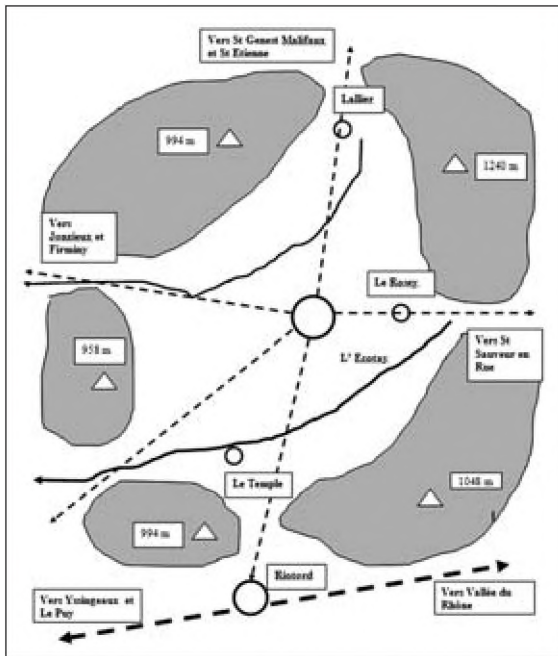 Vers St Genest Malifaux
et St Etienne
Lallier
994 m
1240 m
Vers
Jonzieux et
Firminy
Le Rozey
958 m
L'Ecotay
Vers St
Sauveur en
Rue
Le Temple
1048 m
994 m
Riotord
Vers Yssingeaux et
Le Puy
Vers Vallée du
Rhône